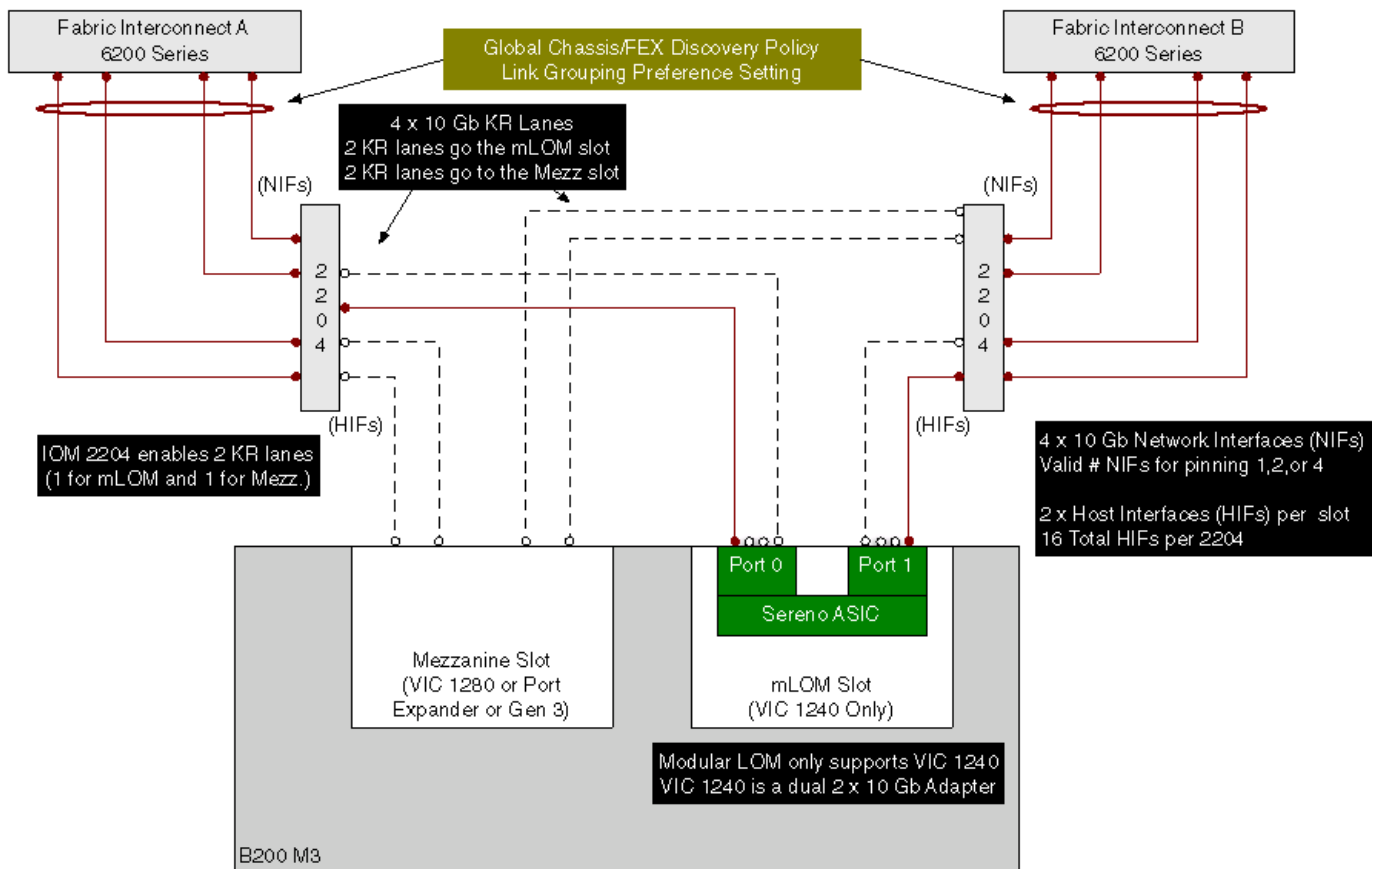 Fabric Interconnect A
6200 Series
Global Chassis/FEX Discovery Policy
Link Grouping Preference Setting
Fabric Interconnect B
6200 Series
4 x 10 Gb KR Lanes
2 KR lanes go the mLOM slot
2 KR lanes go to the Mezz slot
(NIFs)
(NIFs)
2
2
0
4
2
2
0
4
(HIFs)
(HIFs)
IOM 2204 enables 2 KR lanes
(1 for mLOM and 1 for Mezz.)
4 x 10 Gb Network Interfaces (NIFs)
Valid # NIFs for pinning 1,2,or 4
2 x Host Interfaces (HIFs) per slot
16 Total HIFs per 2204
Port 0
Port 1
Sereno ASIC
Mezzanine Slot
(VIC 1280 or Port
Expander or Gen 3)
mLOM Slot
(VIC 1240 Only)
Modular LOM only supports VIC 1240
VIC 1240 is a dual 2 x 10 Gb Adapter
B200 M3